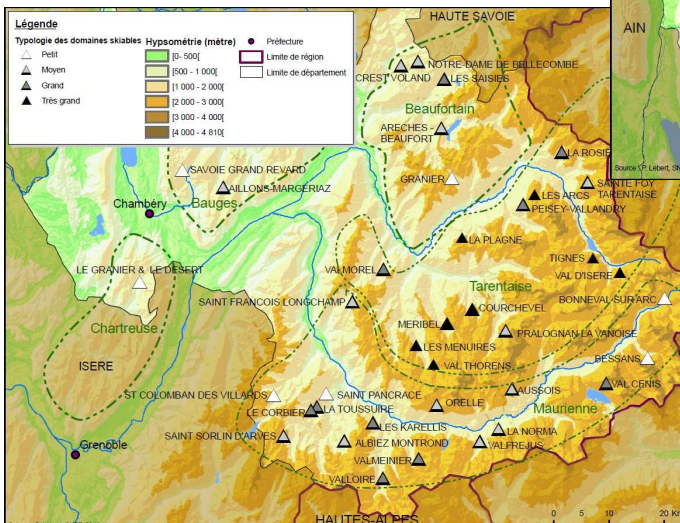 Légende
Typologie des domaines skiables
Petit
Moyen
Grand
Très grand
Hypsométrie (mètre)
[0- 500[
[500 - 1 000[
[1 000 - 2 000[
[2 000 - 3 000[
[3 000 - 4 000[
[4 000 - 4 810[
Préfecture
Limite de région
Limite de département
HAUTE SAVOIE
AIN
NOTRE-DAME DE BELLECOMBE
CREST VOLAND
LES SAISIES
Beaufortain
ARECHES -
BEAUFORT
LA ROSIE
SAVOIE GRAND REVARD
AILLONS-MARGERIAZ
GRANIER
SAINTE FOY
TARENTAISE
LES ARCS
PEISEY-VALLANDRY
Chambéry
Bauges
LA PLAGNE
LE GRANIER & LE DESERT
VALMOREL
TIGNES
VAL D'ISERE
Tarentaise
SAINT FRANCOIS LONGCHAMP
BONNEVAL SUR ARC
COURCHEVEL
Chartreuse
MERIBEL
PRALOGNAN LA VANOISE
LES MENUIRES
BESSANS
ISERE
VAL THORENS
ST COLOMBAN DES VILLARDS
SAINT PANCRACE
AUSSOIS
VAL CENIS
LE CORBIER
LA TOUSSUIRE
ORELLE
Maurienne
LES KARELLIS
LA NORMA
SAINT SORLIN D'ARVES
ALBIEZ MONTROND
VALFREJUS
Grenoble
VALMEINIER
VALLOIRE
HAUTES-ALPES
0 5 10 20 Km
Source : P. Lebert, SN